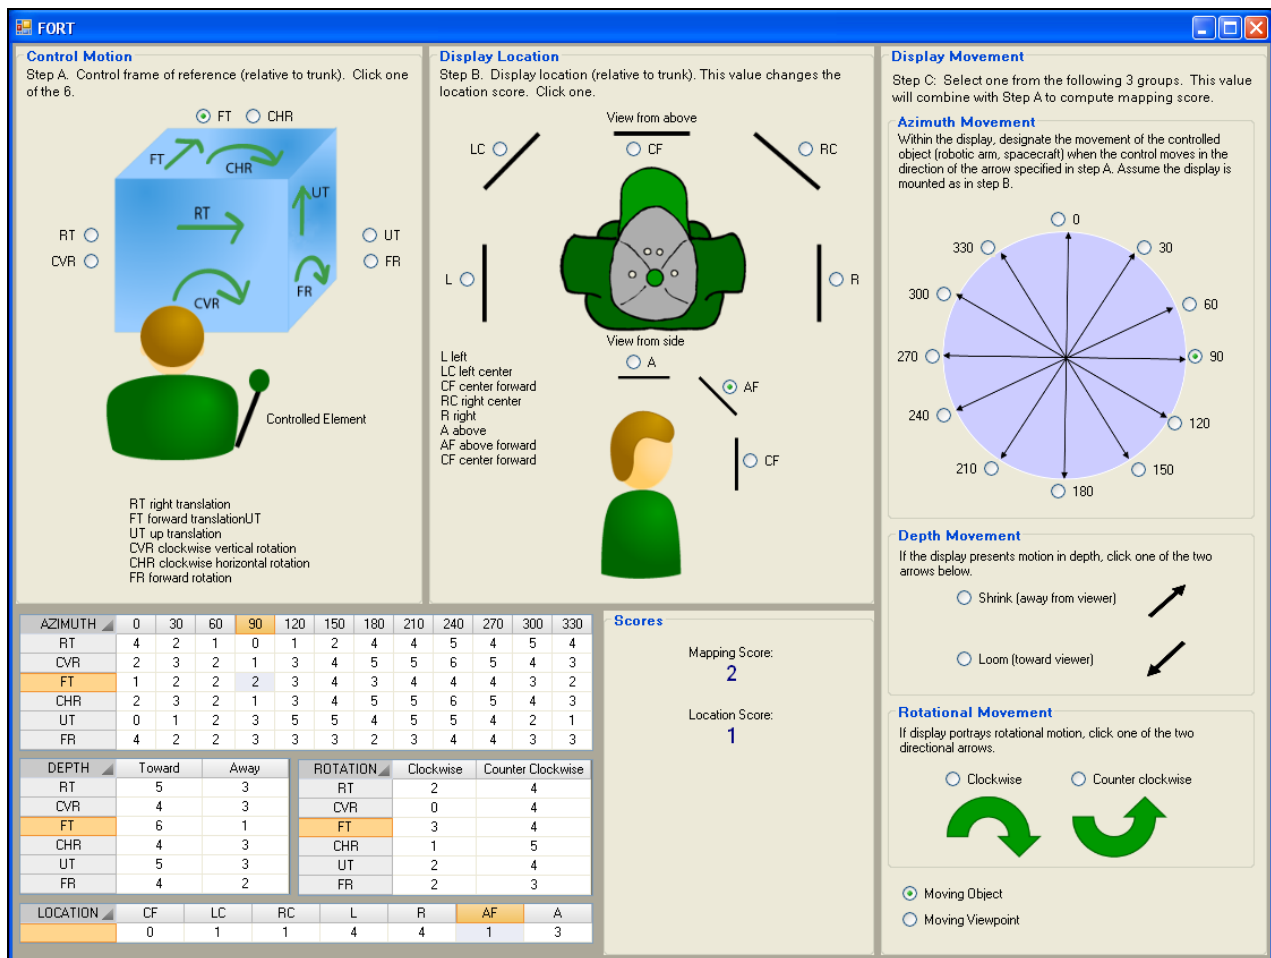 FORT
Control Motion
Step A. Control frame of reference (relative to trunk). Click one
of the 6.
FT CHR
FT
CHR
UT
RT
RT UT
CVR FR
FR
CVR
Controlled Element
RT right translation
FT forward translationUT
UT up translation
CVR clockwise vertical rotation
CHR clockwise horizontal rotation
FR forward rotation
Display Location
Step B. Display location (relative to trunk). This value changes the
location score. Click one.
View from above
LC CF RC
L R
View from side
A
AF
CF
L left
LC left center
CF center forward
RC right center
R right
A above
AF above forward
CF center forward
Display Movement
Step C: Select one from the following 3 groups. This value
will combine with Step A to compute mapping score.
Azimuth Movement
Within the display, designate the movement of the controlled
object (robotic arm, spacecraft) when the control moves in the
direction of the arrow specified in step A. Assume the display is
mounted as in step B.
0
330 30
300 60
270 90
240 120
210 150
180
Depth Movement
If the display presents motion in depth, click one of the two
arrows below.
Shrink (away from viewer)
Loom (toward viewer)
Rotational Movement
If display portrays rotational motion, click one of the two
directional arrows.
Clockwise Counter clockwise
Moving Object
Moving Viewpoint
AZIMUTH 0 30 60 90 120 150 180 210 240 270 300 330
RT 4 2 1 0 1 2 4 4 5 4 5 4
CVR 2 3 2 1 3 4 5 5 6 5 4 3
FT 1 2 2 2 3 4 3 4 4 4 3 2
CHR 2 3 2 1 3 4 5 5 6 5 4 3
UT 0 1 2 3 5 5 4 5 5 4 2 1
FR 4 2 2 3 3 3 2 3 4 4 3 3
DEPTH Toward Away
RT 5 3
CVR 4 3
FT 6 1
CHR 4 3
UT 5 3
FR 4 2
ROTATION Clockwise Counter Clockwise
RT 2 4
CVR 0 4
FT 3 4
CHR 1 5
UT 2 4
FR 2 3
LOCATION CF LC RC L R AF A
0 1 1 4 4 1 3
Scores
Mapping Score:
2
Location Score:
1